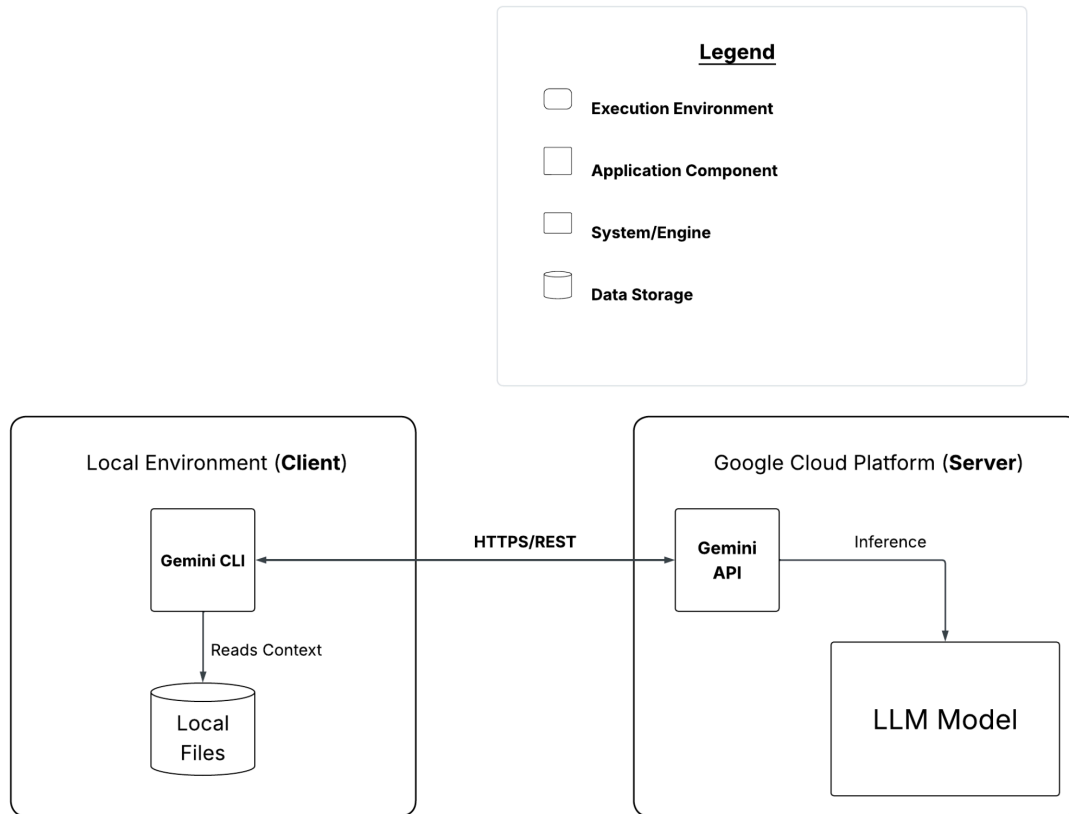 Legend
Execution Environment
Application Component
System/Engine
Data Storage
Local Environment (Client)
Google Cloud Platform (Server)
Gemini CLI
HTTPS/REST
Gemini
API
Inference
Reads Context
Local
Files
LLM Model